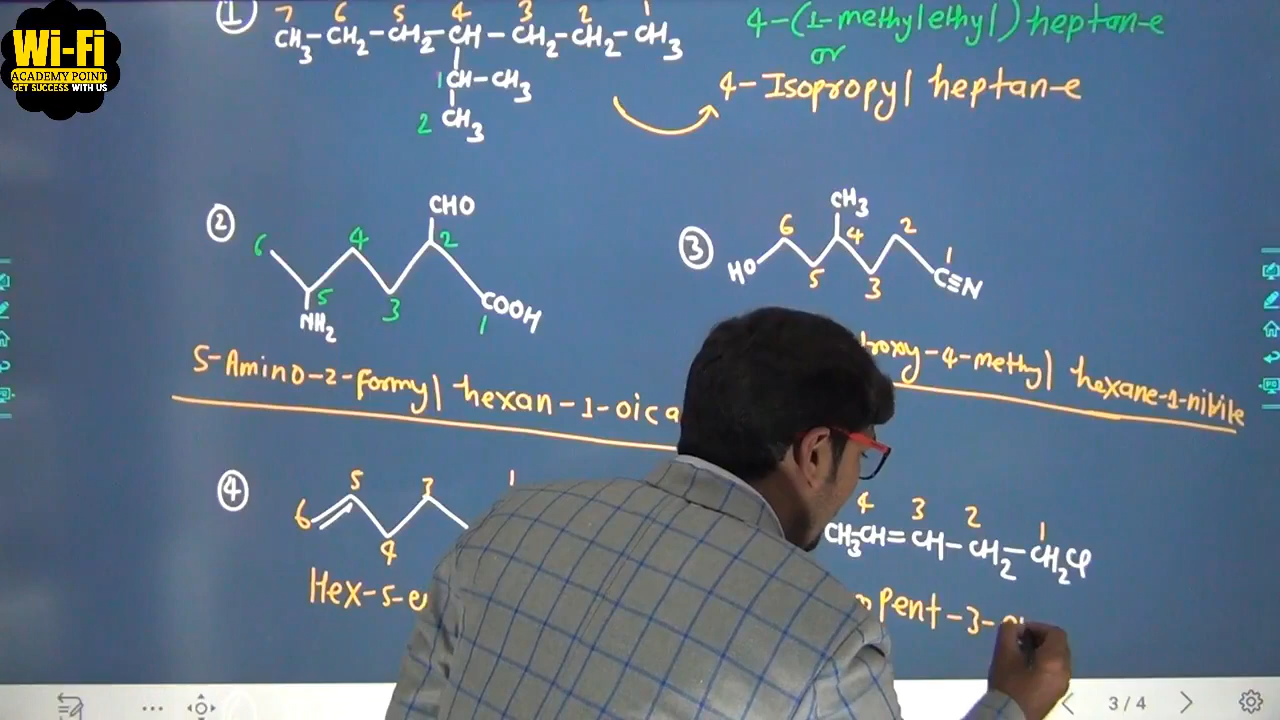 Wi-Fi
ACADEMY POINT
GET SUCCESS WITH US
① 7 6 5 4 3 2 1
CH3-CH2-CH2-CH-CH2-CH2-CH3
1 CH-CH3
2 CH3
4-(1-methylethyl) heptan-e
or
4-Isopropyl heptan-e
② CHO
6 4 2
5 3 1
NH2 COOH
5-Amino-2-formyl hexan-1-oic
③ CH3
6 4 2 1
HO 5 3 C≡N
-4-methyl hexane-1-nitrile
④ 5 3 1
6 4
Hex-5-
4 3 2 1
CH3CH=CH-CH2-CH2Cl
Pent-3-
3 / 4